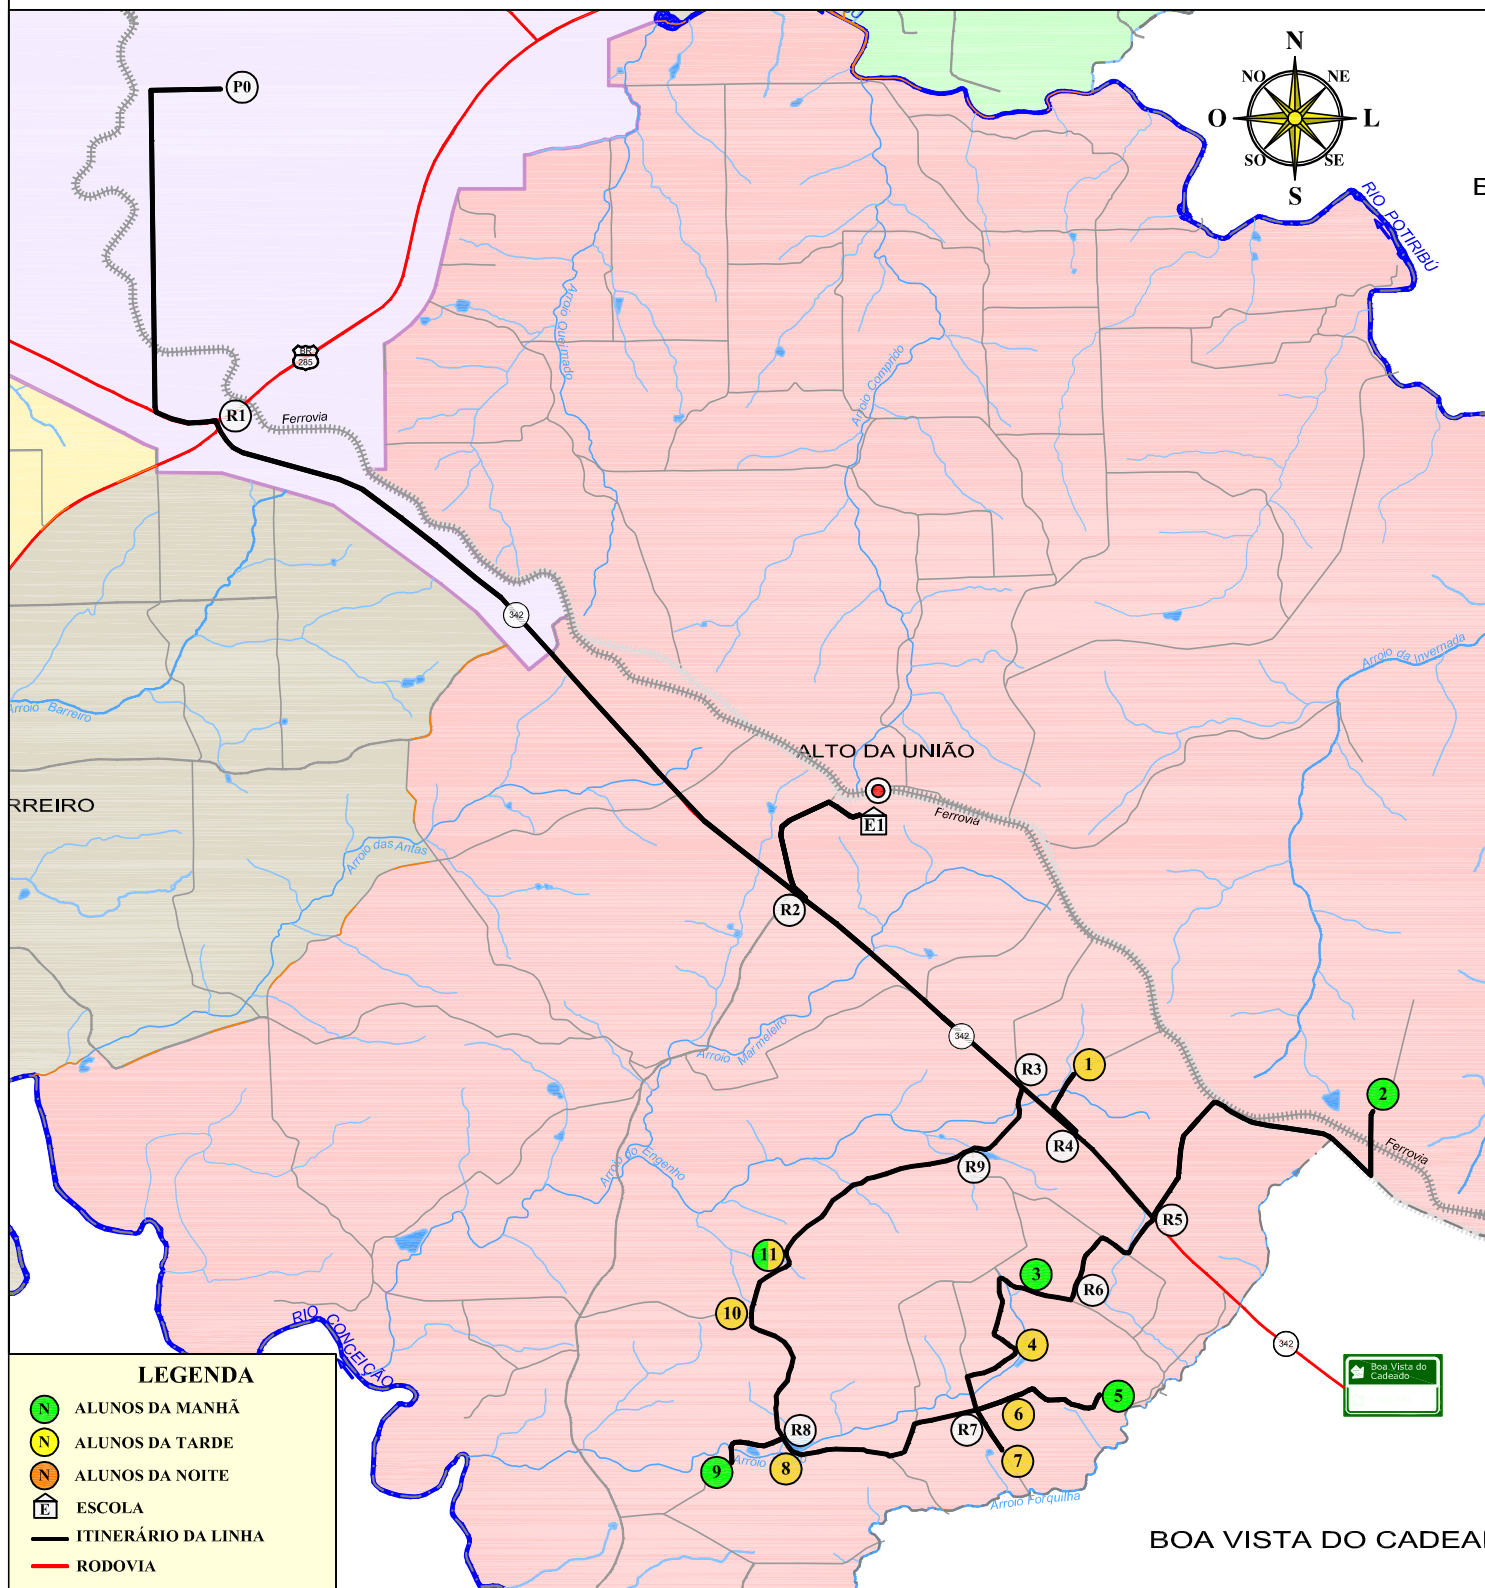 N
NO
NE
O
L
SO
SE
S
P0
RIO POTIRIBÚ
Arroio Queimado
BR
285
Arroio Comprido
R1
Ferrovia
342
Arroio da Invernada
Arroio Barreiro
ALTO DA UNIÃO
RREIRO
Ferrovia
E1
Arroio das Antas
R2
342
Arroio Marmeleiro
R3
1
2
R4
Ferrovia
R9
Arroio do Engenho
R5
11
3
R6
10
RIO CONCEIÇÃO
4
342
Boa Vista do
Cadeado
5
6
R7
R8
7
8
9
Arroio
Arroio Forquilha
BOA VISTA DO CADEA
LEGENDA
N ALUNOS DA MANHÃ
N ALUNOS DA TARDE
N ALUNOS DA NOITE
E ESCOLA
ITINERÁRIO DA LINHA
RODOVIA